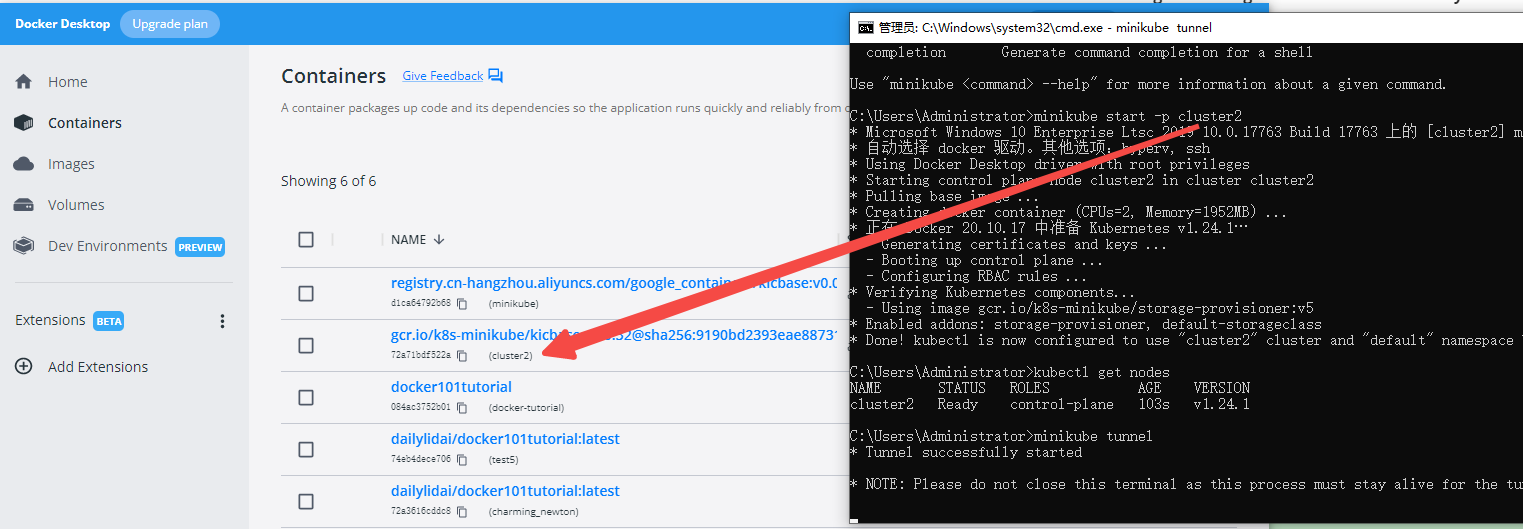 Docker Desktop
Upgrade plan
Home
Containers
Images
Volumes
Dev Environments
PREVIEW
Extensions
BETA
Add Extensions
Containers
Give Feedback
A container packages up code and its dependencies so the application runs quickly and reliably from
Showing 6 of 6
NAME
registry.cn-hangzhou.aliyuncs.com/google_contain
d1ca64792b68 (minikube)
gcr.io/k8s-minikube/kicbase @sha256:9190bd2393eae8873
72a71bdf522a (cluster2)
docker101tutorial
084ac3752b01 (docker-tutorial)
dailylidai/docker101tutorial:latest
74eb4dece706 (test5)
dailylidai/docker101tutorial:latest
72a3616cddc8 (charming_newton)
管理员: C:\Windows\system32\cmd.exe - minikube tunnel
completion Generate command completion for a shell
Use "minikube <command> --help" for more information about a given command.
C:\Users\Administrator>minikube start -p cluster2
* Microsoft Windows 10 Enterprise Ltsc 2019 10.0.17763 Build 17763 上的 [cluster2] m
* 自动选择 docker 驱动。其他选项: hyperv, ssh
* Using Docker Desktop driver with root privileges
* Starting control plane node cluster2 in cluster cluster2
* Pulling base image ...
* Creating docker container (CPUs=2, Memory=1952MB) ...
* 正在 Docker 20.10.17 中准备 Kubernetes v1.24.1…
- Generating certificates and keys ...
- Booting up control plane ...
- Configuring RBAC rules ...
* Verifying Kubernetes components...
- Using image gcr.io/k8s-minikube/storage-provisioner:v5
* Enabled addons: storage-provisioner, default-storageclass
* Done! kubectl is now configured to use "cluster2" cluster and "default" namespace
C:\Users\Administrator>kubectl get nodes
NAME STATUS ROLES AGE VERSION
cluster2 Ready control-plane 103s v1.24.1
C:\Users\Administrator>minikube tunnel
* Tunnel successfully started
* NOTE: Please do not close this terminal as this process must stay alive for the tu